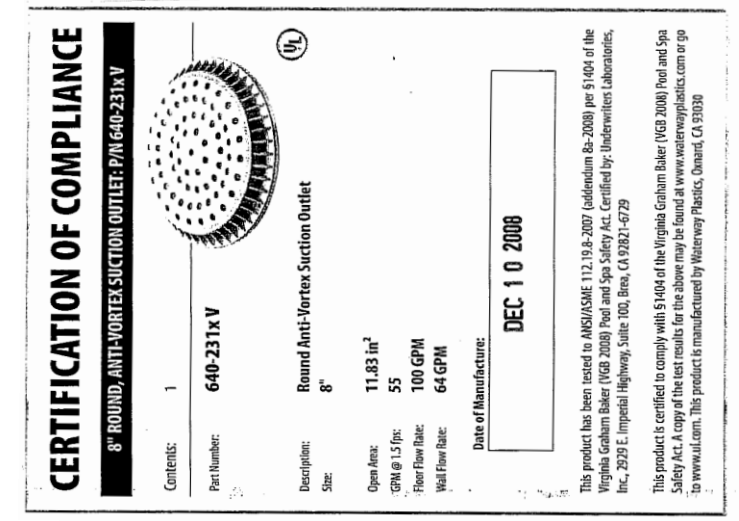 CERTIFICATION OF COMPLIANCE
8" ROUND, ANTI-VORTEX SUCTION OUTLET: P/N 640-231x V
UL
Contents: 1
Part Number: 640-231x V
Description: Round Anti-Vortex Suction Outlet
Size: 8"
Open Area: 11.83 in²
GPM @ 1.5 fps: 55
Floor Flow Rate: 100 GPM
Wall Flow Rate: 64 GPM
Date of Manufacture:
DEC 10 2008
This product has been tested to ANSI/ASME 112.19.8-2007 (addendum 8a-2008) per §1404 of the
Virginia Graham Baker (VGB 2008) Pool and Spa Safety Act. Certified by: Underwriters Laboratories,
Inc., 2929 E. Imperial Highway, Suite 100, Brea, CA 92821-6729
This product is certified to comply with §1404 of the Virginia Graham Baker (VGB 2008) Pool and Spa
Safety Act. A copy of the test results for the above may be found at www.waterwayplastics.com or go
to www.ul.com. This product is manufactured by Waterway Plastics, Oxnard, CA 93030